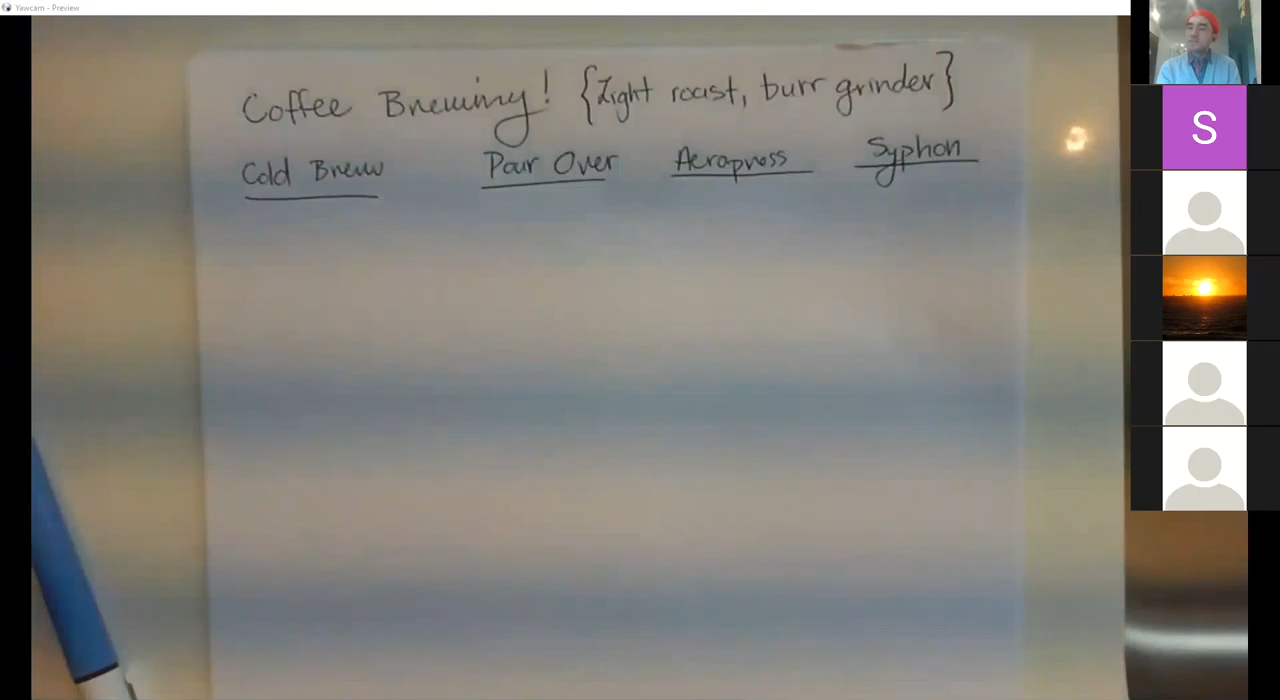 Yawcam - Preview
Coffee Brewing! {Light roast, burr grinder}
Cold Brew Pour Over Aeropress Syphon
S